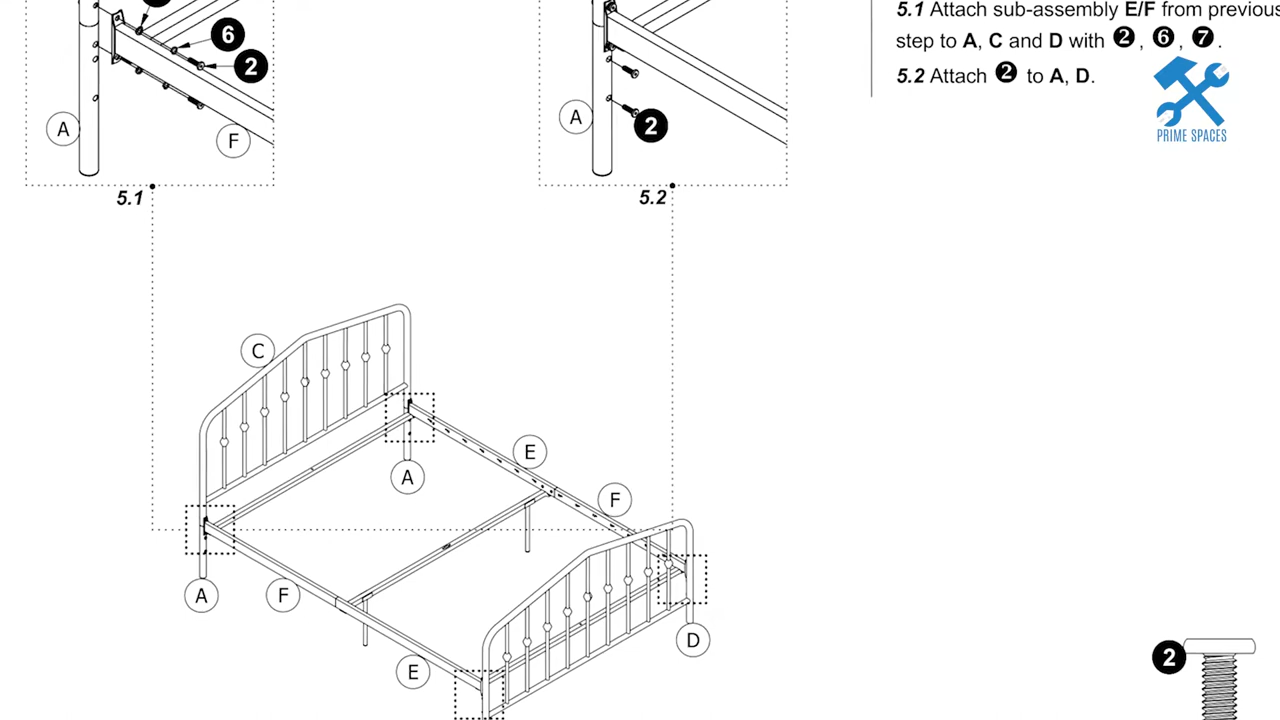 6
2
A
F
5.1
A
2
5.2
5.1 Attach sub-assembly E/F from previous
step to A, C and D with ❷, ❻, ❼.
5.2 Attach ❷ to A, D.
PRIME SPACES
C
A
E
F
A
F
E
D
2